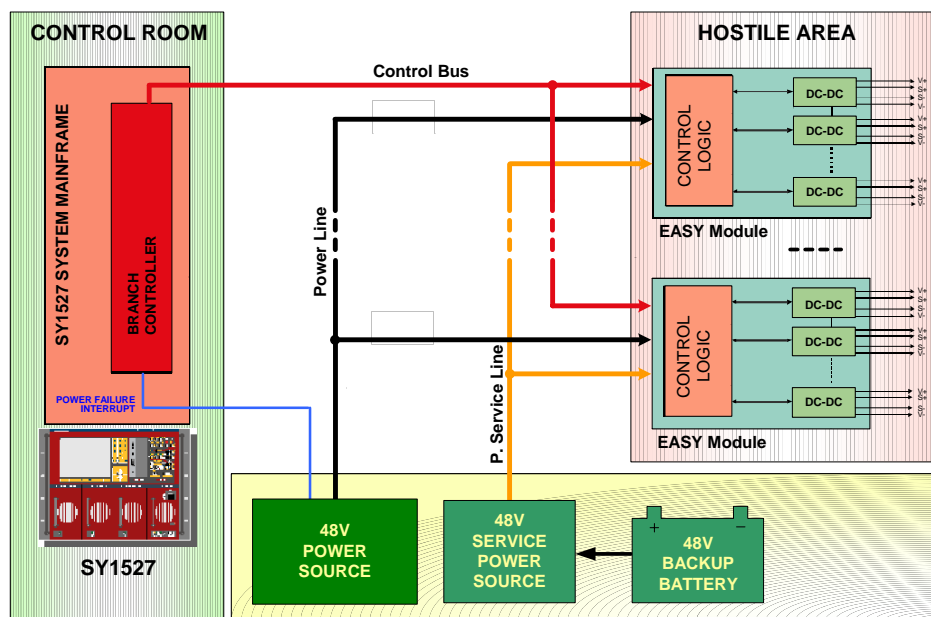 CONTROL ROOM
HOSTILE AREA
SY1527 SYSTEM MAINFRAME
BRANCH
CONTROLLER
POWER FAILURE
INTERRUPT
SY1527
Control Bus
Power Line
P. Service Line
CONTROL
LOGIC
DC-DC
V+
S+
S-
V-
DC-DC
V+
S+
S-
V-
DC-DC
V+
S+
S-
V-
EASY Module
CONTROL
LOGIC
DC-DC
V+
S+
S-
V-
DC-DC
V+
S+
S-
V-
DC-DC
V+
S+
S-
V-
EASY Module
48V
POWER
SOURCE
48V
SERVICE
POWER
SOURCE
+
–
48V
BACKUP
BATTERY